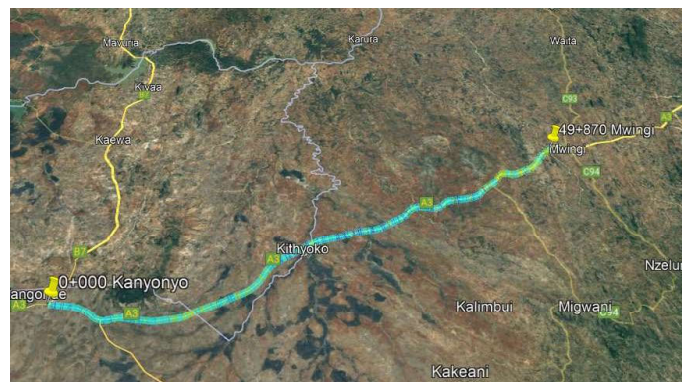 Karura
Mavuria
Waita
Kivaa
B7
C93
A3
49+870 Mwingi
Kaewa
Mwingi
C94
A3
B7
Kithyoko
A3
Nzelu
0+000 Kanyonyo
A3
A3
Kalimbui
Migwani
C94
Kakeani